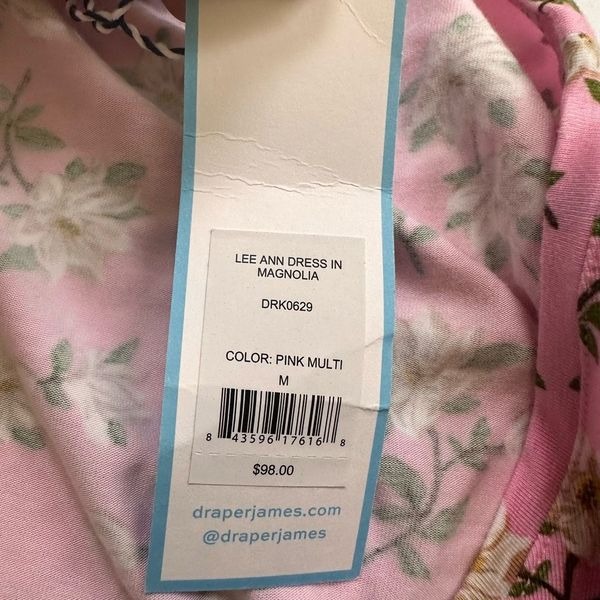 LEE ANN DRESS IN
MAGNOLIA
DRK0629
COLOR: PINK MULTI
M
8 43596 17616 8
$98.00
draperjames.com
@draperjames